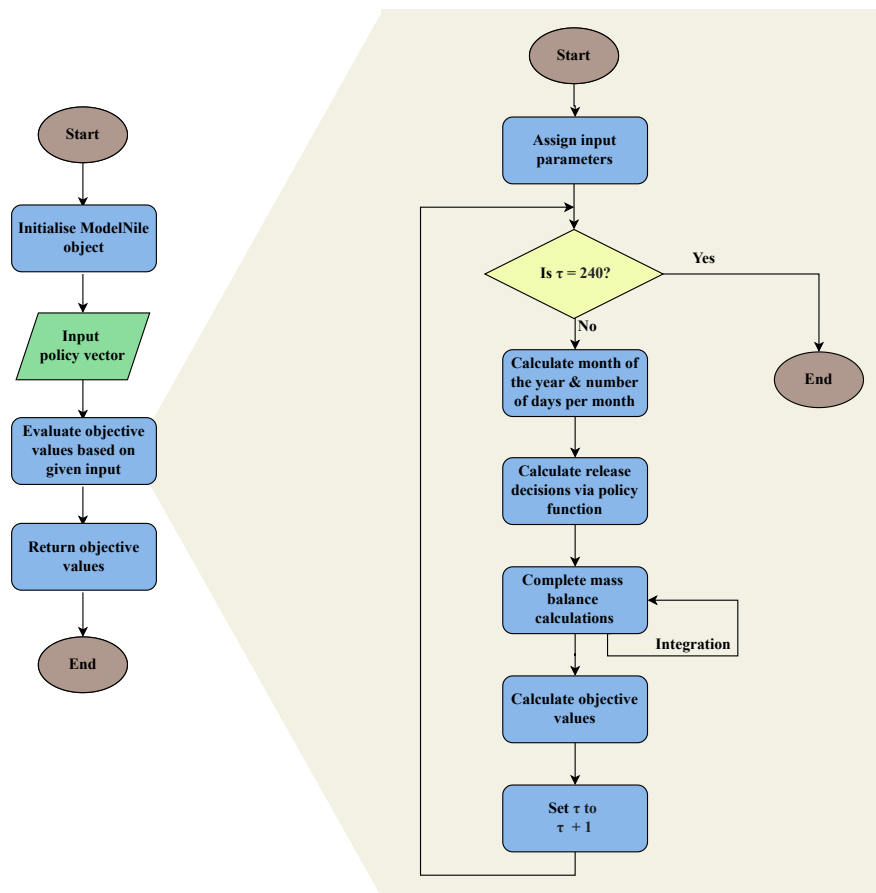 Start
Initialise ModelNile
object
Input
policy vector
Evaluate objective
values based on
given input
Return objective
values
End
Start
Assign input
parameters
Is τ = 240?
Yes
No
End
Calculate month of
the year & number
of days per month
Calculate release
decisions via policy
function
Complete mass
balance
calculations
Integration
Calculate objective
values
Set τ to
τ + 1